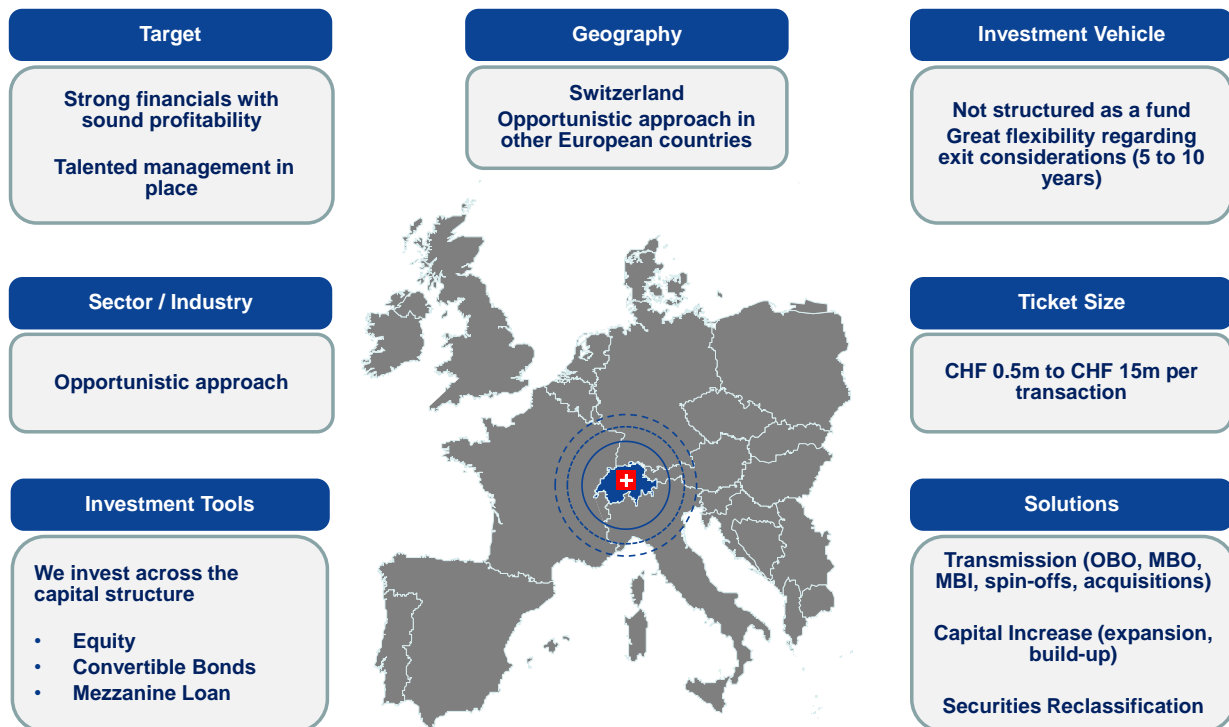 Target
Strong financials with
sound profitability
Talented management in
place
Geography
Switzerland
Opportunistic approach in
other European countries
Investment Vehicle
Not structured as a fund
Great flexibility regarding
exit considerations (5 to 10
years)
Sector / Industry
Opportunistic approach
Ticket Size
CHF 0.5m to CHF 15m per
transaction
Investment Tools
We invest across the
capital structure
• Equity
• Convertible Bonds
• Mezzanine Loan
Solutions
Transmission (OBO, MBO,
MBI, spin-offs, acquisitions)
Capital Increase (expansion,
build-up)
Securities Reclassification